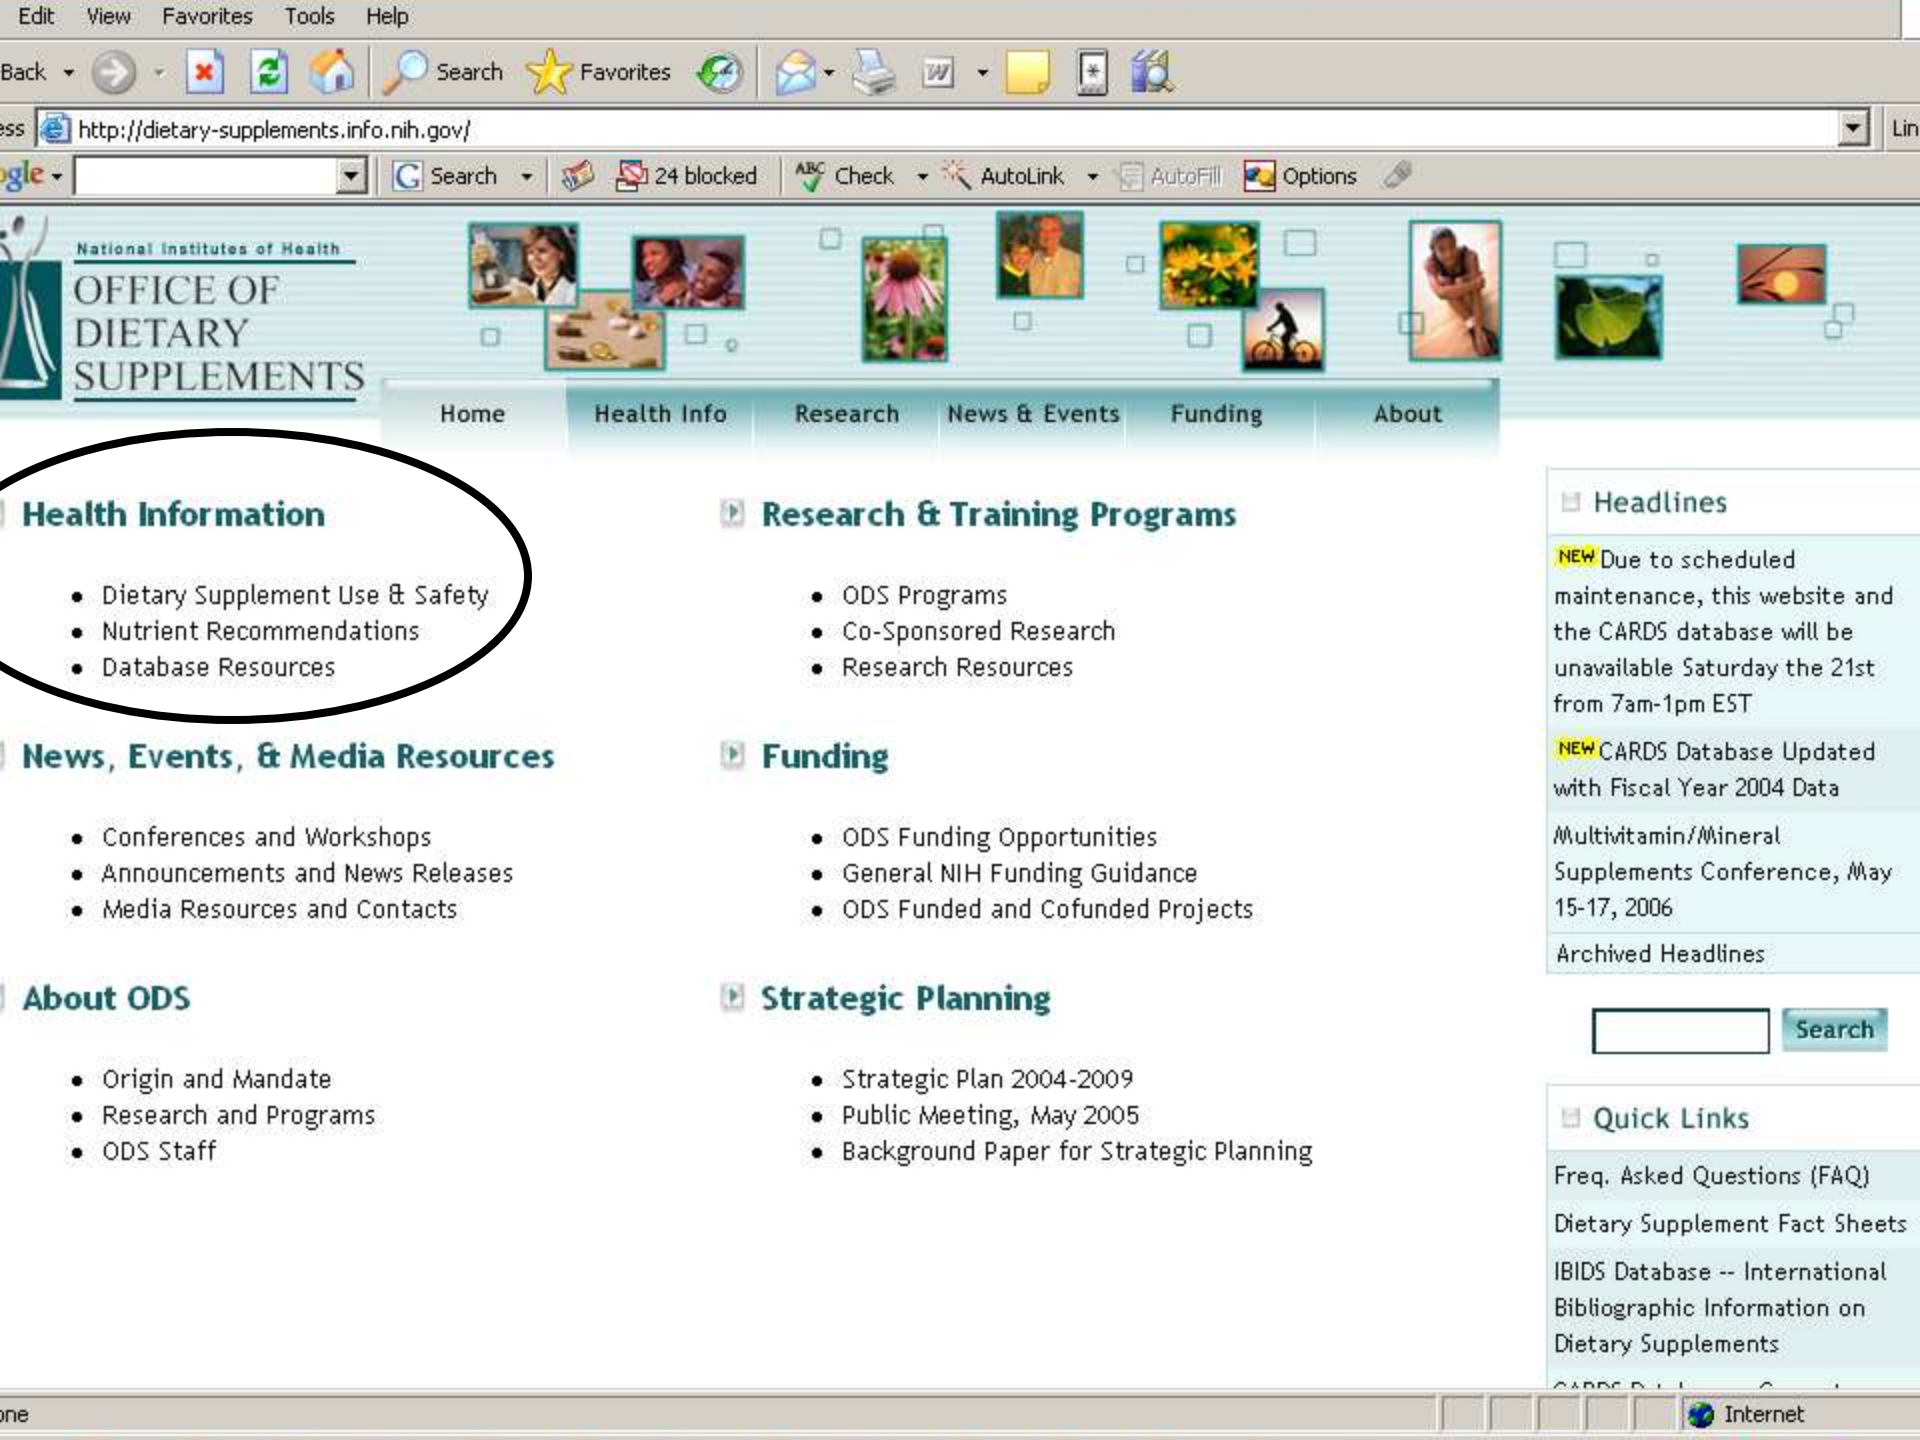 Edit View Favorites Tools Help
Back Search Favorites
ess http://dietary-supplements.info.nih.gov/ Lin
ogle Search 24 blocked ABC Check AutoLink AutoFill Options
National Institutes of Health
OFFICE OF
DIETARY
SUPPLEMENTS
Home Health Info Research News & Events Funding About
Health Information
• Dietary Supplement Use & Safety
• Nutrient Recommendations
• Database Resources
Research & Training Programs
• ODS Programs
• Co-Sponsored Research
• Research Resources
News, Events, & Media Resources
• Conferences and Workshops
• Announcements and News Releases
• Media Resources and Contacts
Funding
• ODS Funding Opportunities
• General NIH Funding Guidance
• ODS Funded and Cofunded Projects
About ODS
• Origin and Mandate
• Research and Programs
• ODS Staff
Strategic Planning
• Strategic Plan 2004-2009
• Public Meeting, May 2005
• Background Paper for Strategic Planning
Headlines
NEW Due to scheduled
maintenance, this website and
the CARDS database will be
unavailable Saturday the 21st
from 7am-1pm EST
NEW CARDS Database Updated
with Fiscal Year 2004 Data
Multivitamin/Mineral
Supplements Conference, May
15-17, 2006
Archived Headlines
Search
Quick Links
Freq. Asked Questions (FAQ)
Dietary Supplement Fact Sheets
IBIDS Database -- International
Bibliographic Information on
Dietary Supplements
one Internet